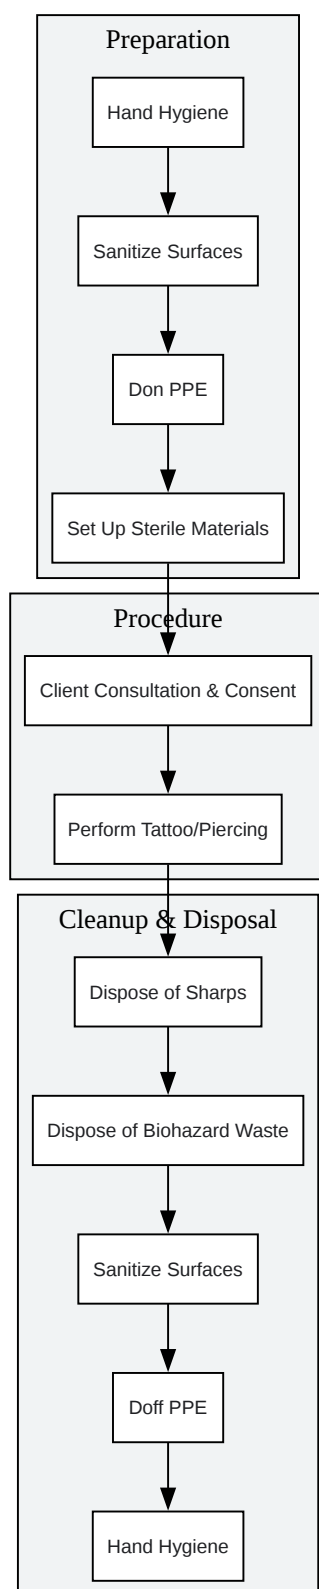 Preparation
Hand Hygiene
Sanitize Surfaces
Don PPE
Set Up Sterile Materials
Procedure
Client Consultation & Consent
Perform Tattoo/Piercing
Cleanup & Disposal
Dispose of Sharps
Dispose of Biohazard Waste
Sanitize Surfaces
Doff PPE
Hand Hygiene